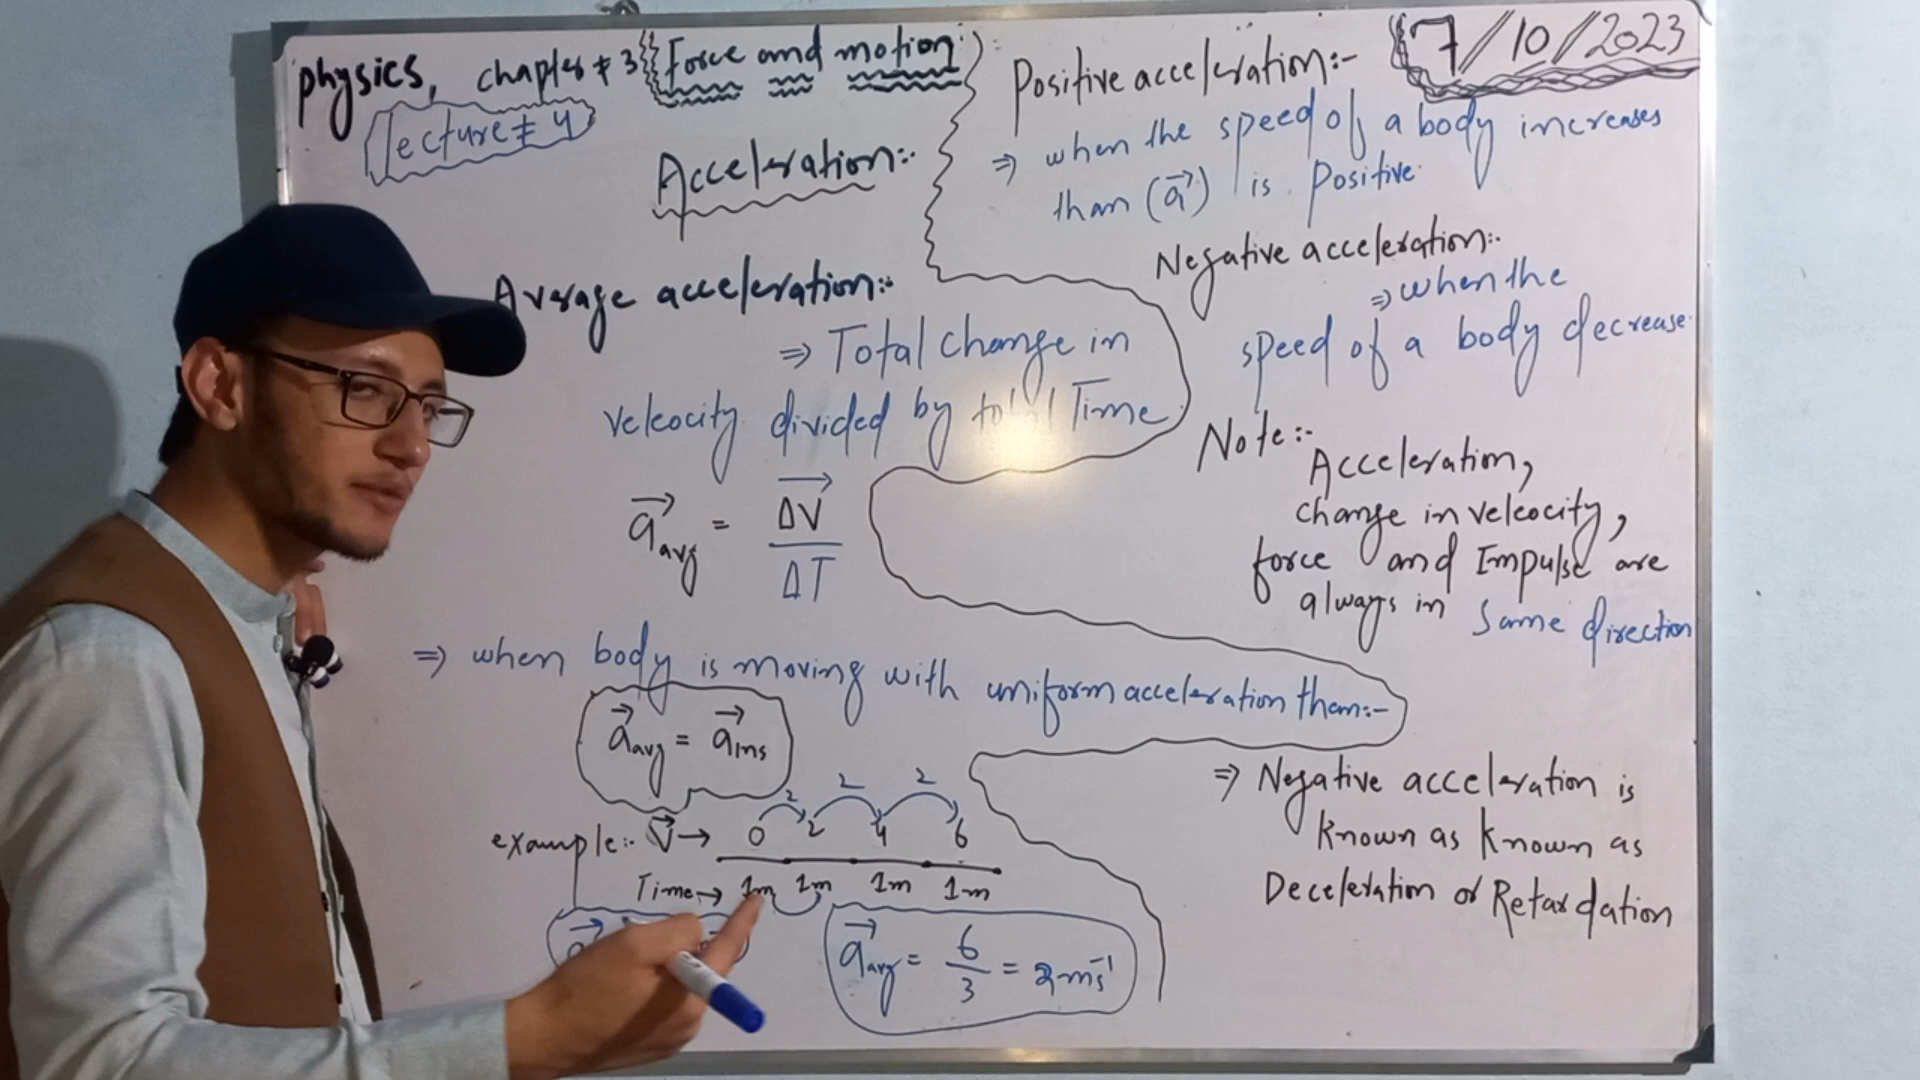 physics, chapter # 3 Force and motion:
lecture # 4
Acceleration:-
Average acceleration:-
⇒ Total change in
velecocity divided by total Time
a⃗avg = ΔV⃗ / ΔT
⇒ when body is moving with uniform acceleration than:-
a⃗avg = a⃗ins
2 2 2
example:- V⃗ → 0 2 4 6
Time → 1m 1m 1m 1m
a⃗avg = 6/3 = 2ms⁻¹
7/10/2023
Positive acceleration:-
⇒ when the speed of a body increases
than (a⃗) is Positive
Negative acceleration:-
⇒ when the
speed of a body decrease
Note:-
Acceleration,
change in velecocity,
force and Impulse are
always in same direction
⇒ Negative acceleration is
known as known as
Deceleration or Retardation